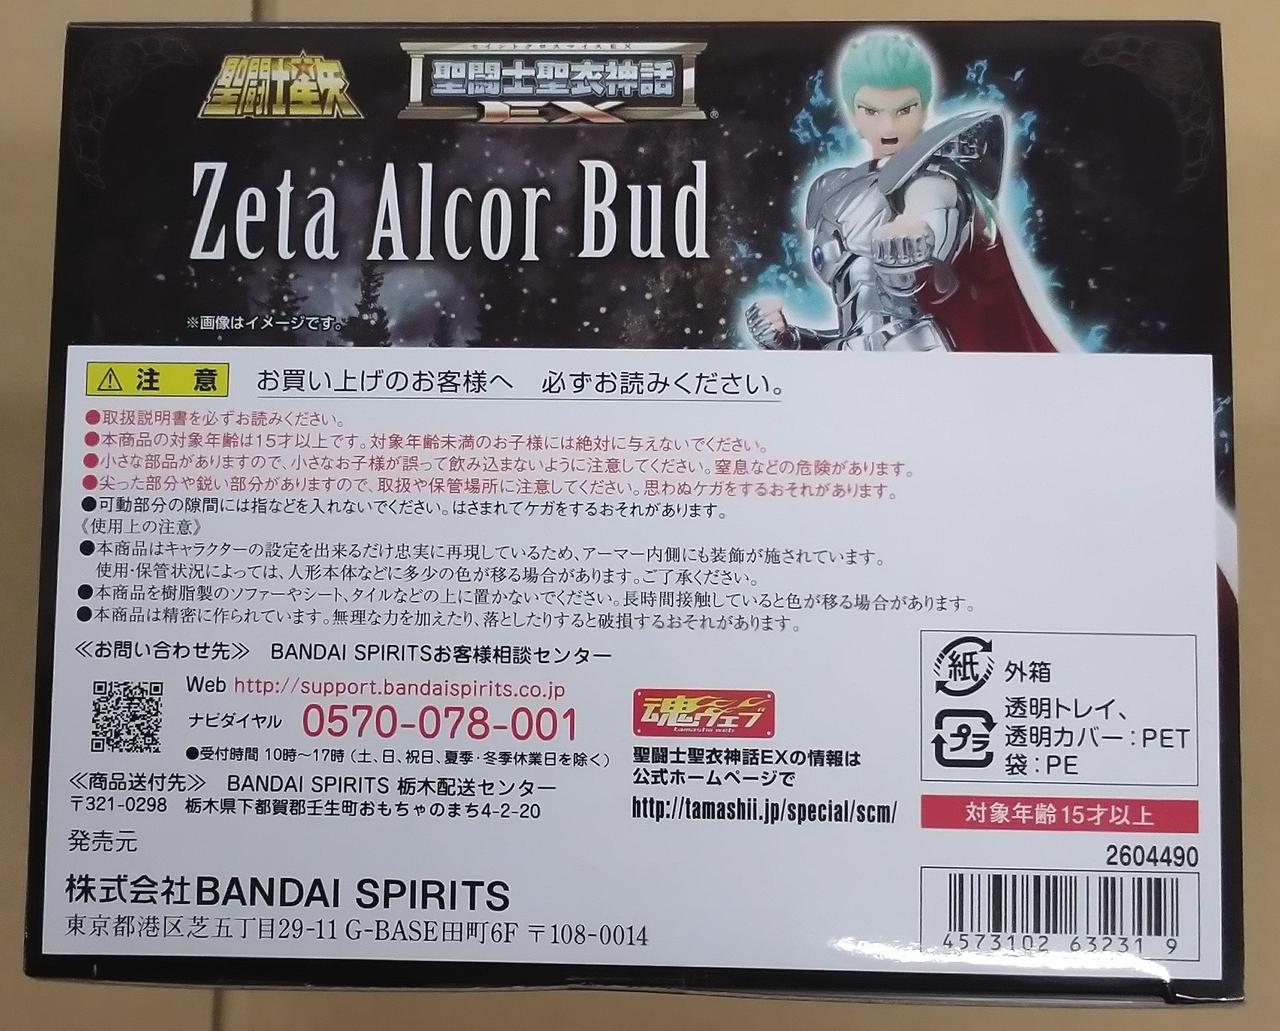 聖闘士星矢
セイントクロスマイスEX
聖闘士聖衣神話
EX
Zeta Alcor Bud
※画像はイメージです。
注 意
お買い上げのお客様へ 必ずお読みください。
●取扱説明書を必ずお読みください。
●本商品の対象年齢は15才以上です。対象年齢未満のお子様には絶対に与えないでください。
●小さな部品がありますので、小さなお子様が誤って飲み込まないように注意してください。窒息などの危険があります。
●尖った部分や鋭い部分がありますので、取扱や保管場所に注意してください。思わぬケガをするおそれがあります。
●可動部分の隙間には指などを入れないでください。はさまれてケガをするおそれがあります。
《使用上の注意》
●本商品はキャラクターの設定を出来るだけ忠実に再現しているため、アーマー内側にも装飾が施されています。
使用・保管状況によっては、人形本体などに多少の色が移る場合があります。ご了承ください。
●本商品を樹脂製のソファーやシート、タイルなどの上に置かないでください。長時間接触していると色が移る場合があります。
●本商品は精密に作られています。無理な力を加えたり、落としたりすると破損するおそれがあります。
≪お問い合わせ先≫ BANDAI SPIRITSお客様相談センター
Web http://support.bandaispirits.co.jp
ナビダイヤル 0570-078-001
●受付時間 10時〜17時（土、日、祝日、夏季・冬季休業日を除く）
≪商品送付先≫ BANDAI SPIRITS 栃木配送センター
〒321-0298 栃木県下都賀郡壬生町おもちゃのまち4-2-20
魂ウェブ
tamashii web
聖闘士聖衣神話EXの情報は
公式ホームページで
http://tamashii.jp/special/scm/
紙 外箱
プラ 透明トレイ、
透明カバー：PET
袋：PE
対象年齢15才以上
2604490
4573102 63231 9
発売元
株式会社BANDAI SPIRITS
東京都港区芝五丁目29-11 G-BASE田町6F 〒108-0014